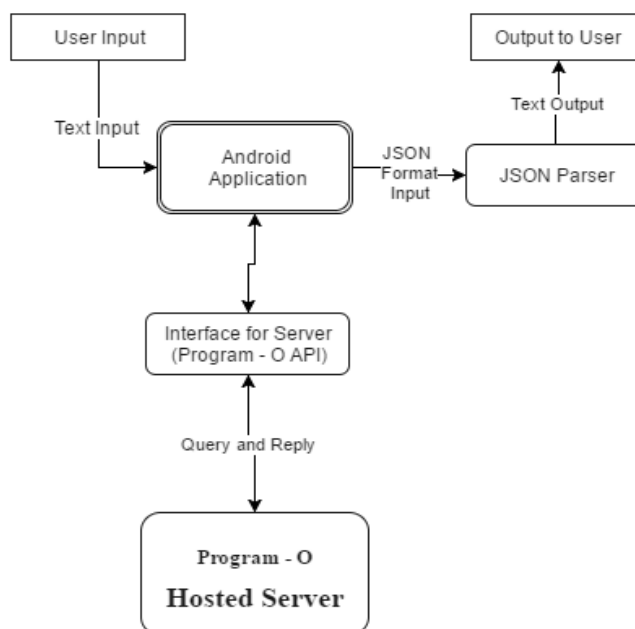 User Input
Output to User
Text Input
Text Output
Android
Application
JSON
Format
Input
JSON Parser
Interface for Server
(Program - O API)
Query and Reply
Program - O
Hosted Server